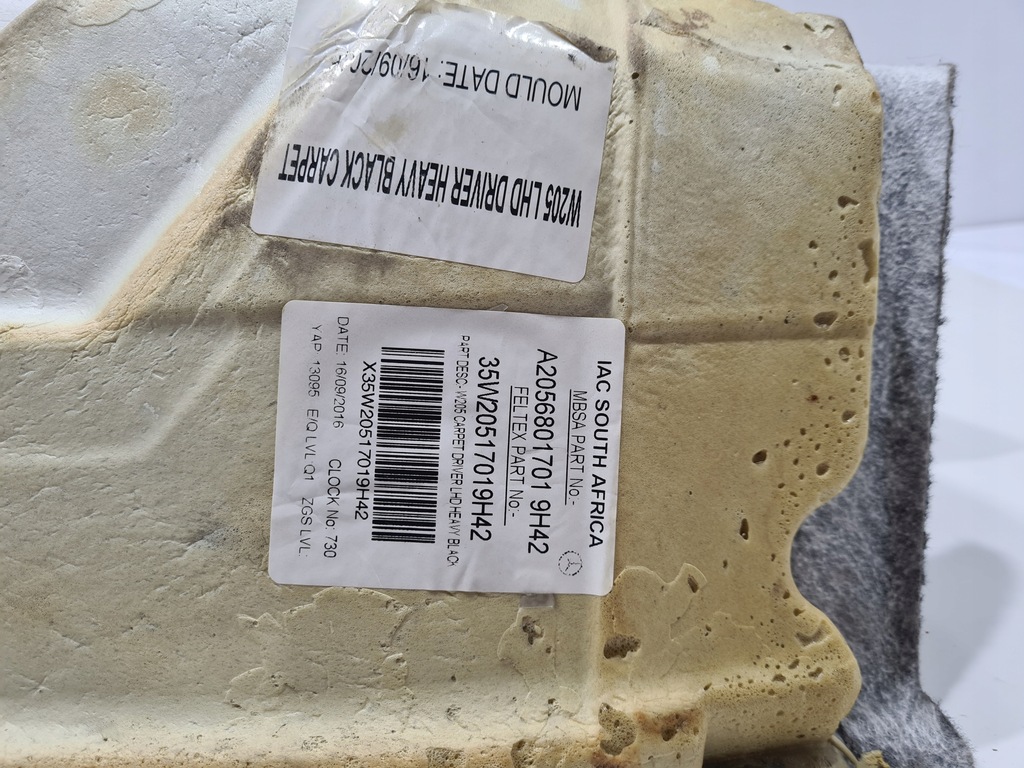 MOULD DATE: 16/09/20
W205 LHD DRIVER HEAVY BLACK CARPET
IAC SOUTH AFRICA
MBSA PART No:-
A2056801701 9H42
FELTEX PART No:-
35W20517019H42
PART DESC:- W205 CARPET DRIVER LHD HEAVY BLACK
X35W20517019H42
DATE: 16/09/2016 CLOCK No: 730
YAP 13095 E/Q LVL Q1 ZGS LVL: